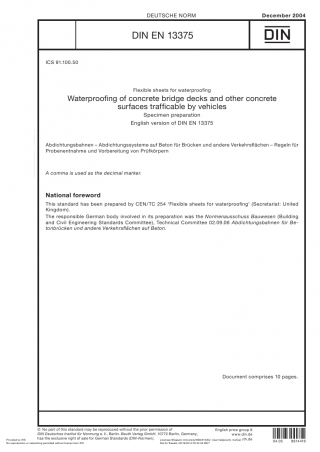 DEUTSCHE NORM
December 2004
DIN EN 13375
DIN
ICS 91.100.50
Flexible sheets for waterproofing
Waterproofing of concrete bridge decks and other concrete
surfaces trafficable by vehicles
Specimen preparation
English version of DIN EN 13375
Abdichtungsbahnen – Abdichtungssysteme auf Beton für Brücken und andere Verkehrsflächen – Regeln für
Probenentnahme und Vorbereitung von Prüfkörpern
A comma is used as the decimal marker.
National foreword
This standard has been prepared by CEN/TC 254 'Flexible sheets for waterproofing' (Secretariat: United
Kingdom).
The responsible German body involved in its preparation was the Normenausschuss Bauwesen (Building
and Civil Engineering Standards Committee), Technical Committee 02.09.06 Abdichtungsbahnen für Be-
tonbrücken und andere Verkehrsflächen auf Beton.
Document comprises 10 pages.
© No part of this standard may be reproduced without the prior permission of
DIN Deutsches Institut für Normung e. V., Berlin. Beuth Verlag GmbH, 10772 Berlin, Germany,
has the exclusive right of sale for German Standards (DIN-Normen).
English price group 8
www.din.de